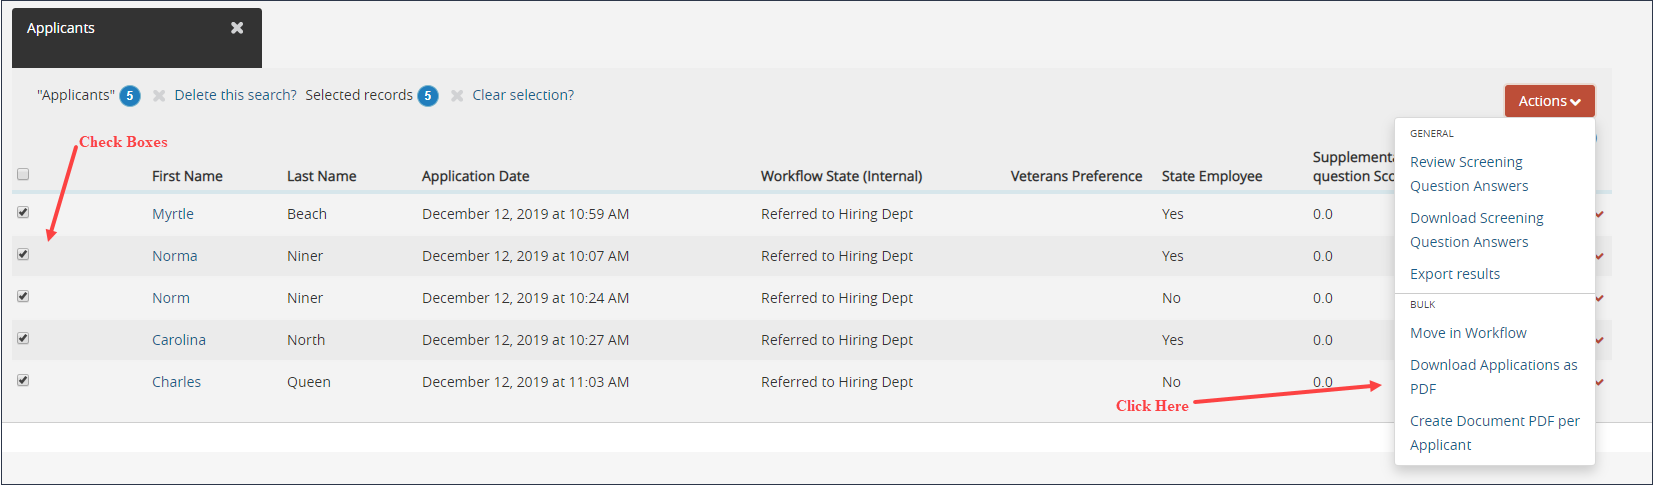 Applicants
"Applicants" 5 Delete this search? Selected records 5 Clear selection?
Actions
Check Boxes
GENERAL
Review Screening
Question Answers
Download Screening
Question Answers
Export results
BULK
Move in Workflow
Download Applications as
PDF
Create Document PDF per
Applicant
First Name Last Name Application Date Workflow State (Internal) Veterans Preference State Employee
Supplementa
question Sco
Myrtle Beach December 12, 2019 at 10:59 AM Referred to Hiring Dept Yes 0.0
Norma Niner December 12, 2019 at 10:07 AM Referred to Hiring Dept Yes 0.0
Norm Niner December 12, 2019 at 10:24 AM Referred to Hiring Dept No 0.0
Carolina North December 12, 2019 at 10:27 AM Referred to Hiring Dept Yes 0.0
Charles Queen December 12, 2019 at 11:03 AM Referred to Hiring Dept No 0.0
Click Here